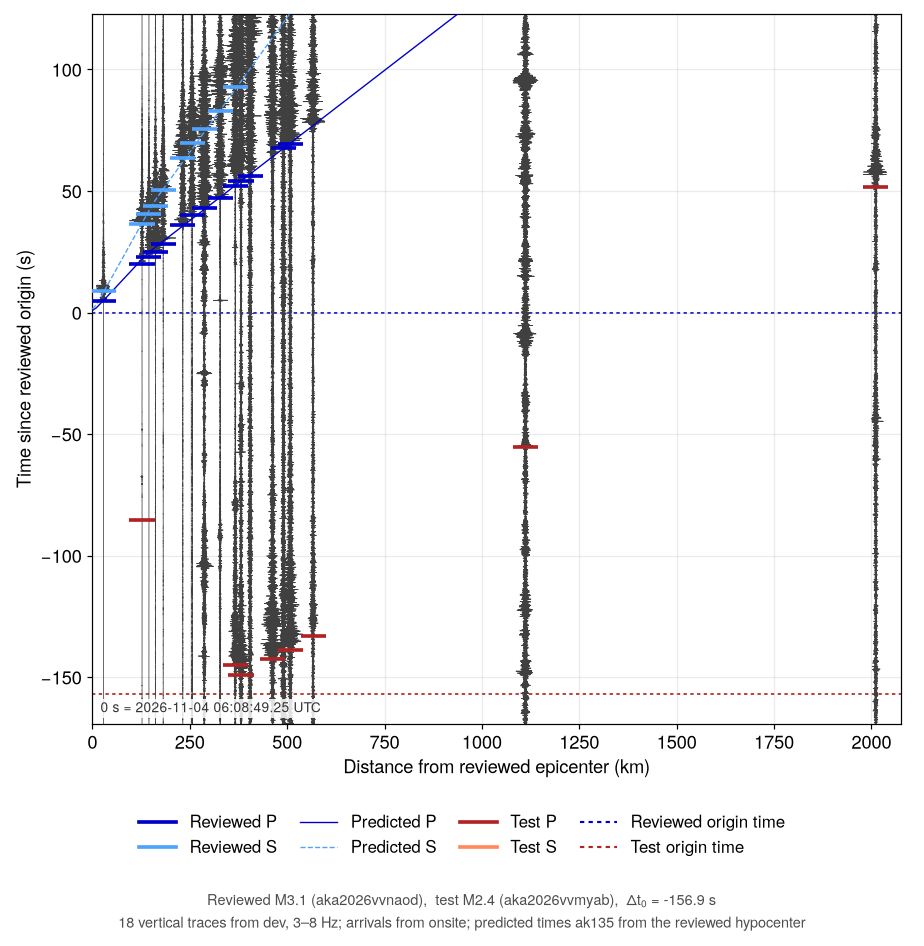 100
50
0
−50
−100
−150
Time since reviewed origin (s)
0 s = 2026-11-04 06:08:49.25 UTC
0 250 500 750 1000 1250 1500 1750 2000
Distance from reviewed epicenter (km)
Reviewed P Predicted P Test P Reviewed origin time
Reviewed S Predicted S Test S Test origin time
Reviewed M3.1 (aka2026vvnaod), test M2.4 (aka2026vvmyab), Δt₀ = -156.9 s
18 vertical traces from dev, 3–8 Hz; arrivals from onsite; predicted times ak135 from the reviewed hypocenter